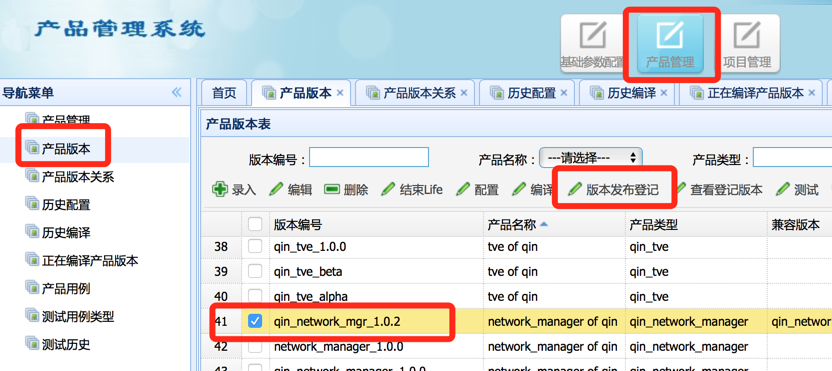 产品管理系统
基础参数配置 产品管理 项目管理
导航菜单
首页 产品版本 × 产品版本关系 × 历史配置 × 历史编译 × 正在编译产品版本 ×
产品管理
产品版本
产品版本关系
历史配置
历史编译
正在编译产品版本
产品用例
测试用例类型
测试历史
产品版本表
版本编号： 产品名称： ---请选择--- 产品类型：
录入 编辑 删除 结束Life 配置 编译 版本发布登记 查看登记版本 测试
版本编号 产品名称 产品类型 兼容版本
38 qin_tve_1.0.0 tve of qin qin_tve
39 qin_tve_beta tve of qin qin_tve
40 qin_tve_alpha tve of qin qin_tve
41 qin_network_mgr_1.0.2 network_manager of qin qin_network_manager qin_netwo
42 network_manager_1.0.0 network_manager of qin qin_network_manager